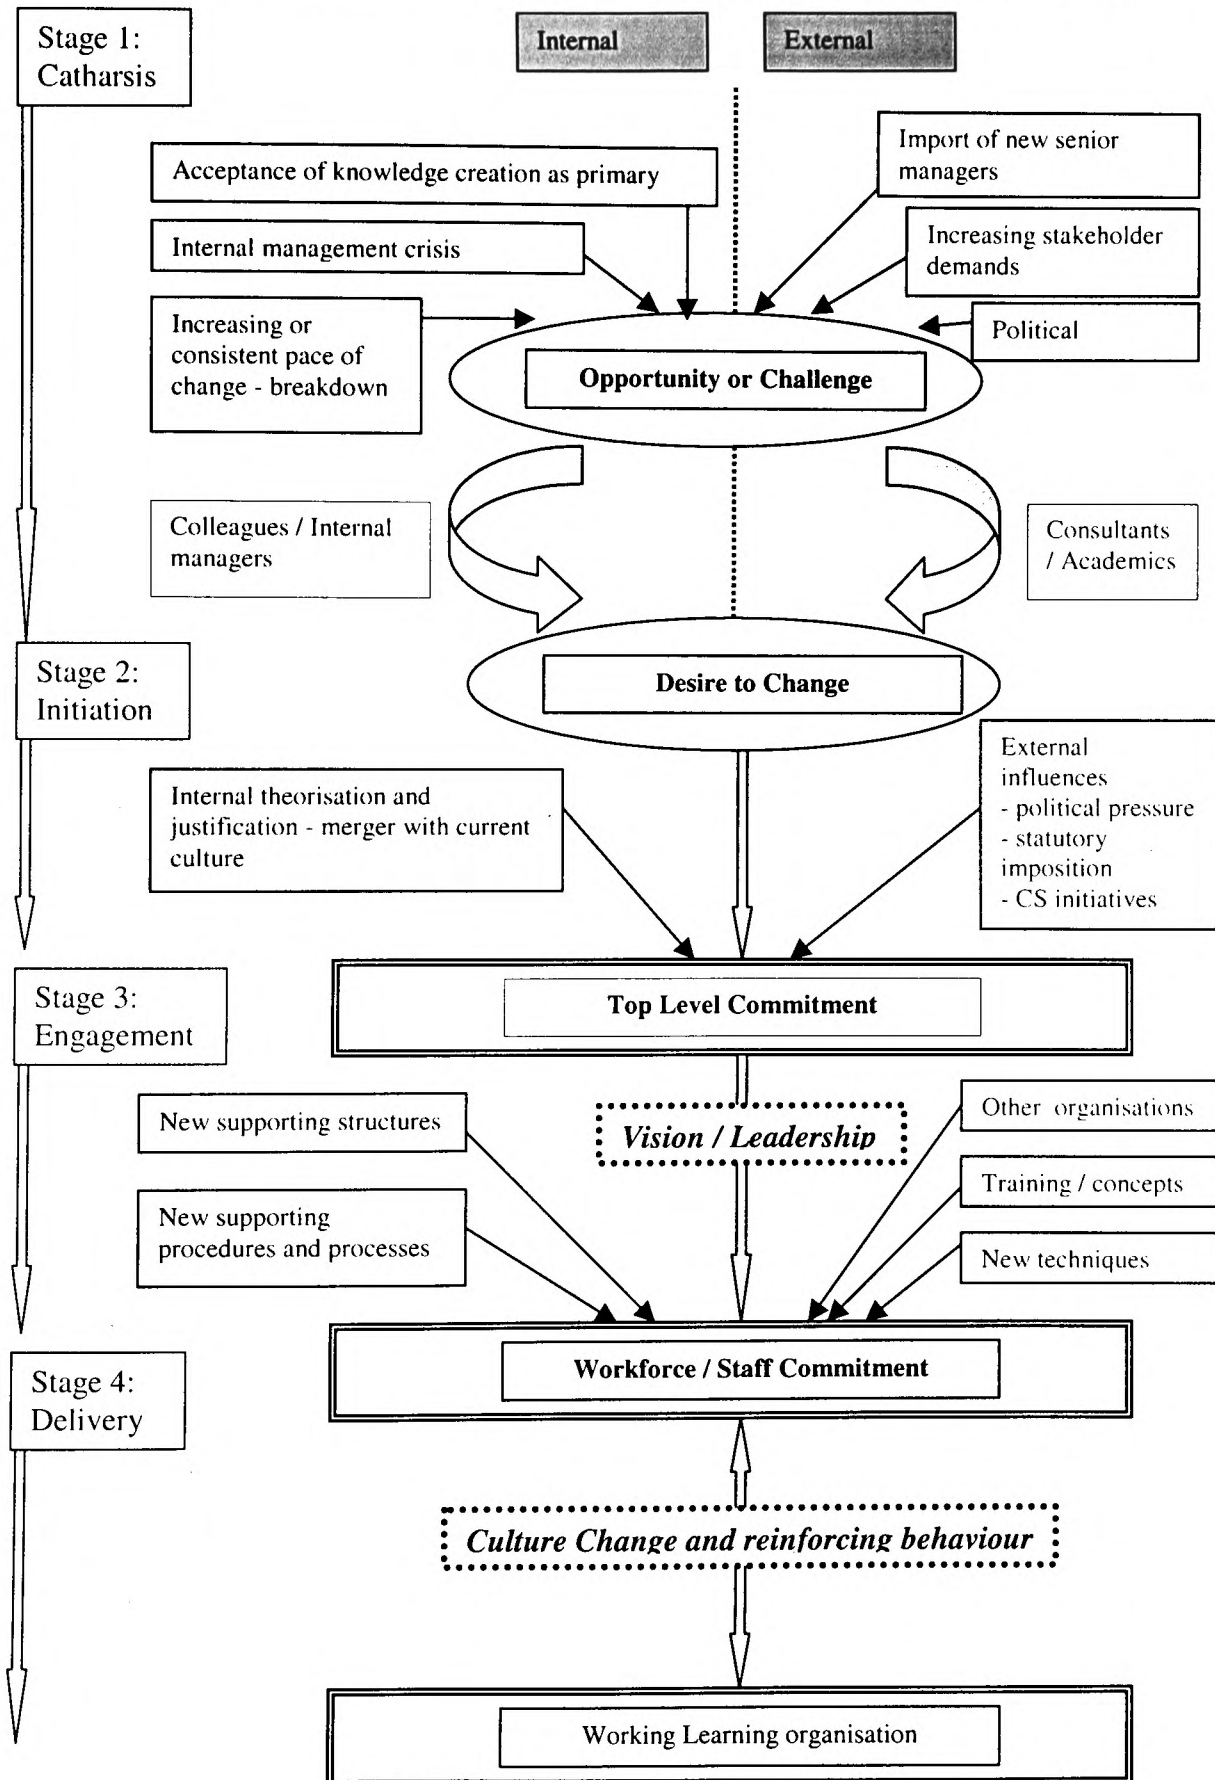 Stage 1:
Catharsis
Internal
External
Import of new senior
managers
Acceptance of knowledge creation as primary
Internal management crisis
Increasing stakeholder
demands
Increasing or
consistent pace of
change - breakdown
Political
Opportunity or Challenge
Colleagues / Internal
managers
Consultants
/ Academics
Stage 2:
Initiation
Desire to Change
External
influences
- political pressure
- statutory
imposition
- CS initiatives
Internal theorisation and
justification - merger with current
culture
Stage 3:
Engagement
Top Level Commitment
New supporting structures
Vision / Leadership
Other organisations
Training / concepts
New supporting
procedures and processes
New techniques
Stage 4:
Delivery
Workforce / Staff Commitment
Culture Change and reinforcing behaviour
Working Learning organisation